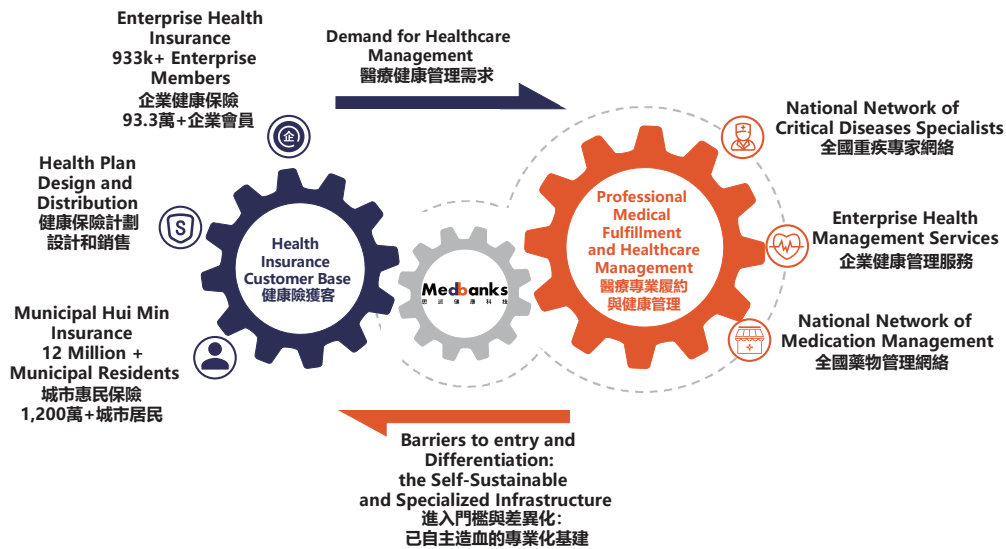 Enterprise Health
Insurance
933k+ Enterprise
Members
企業健康保險
93.3萬+企業會員
Demand for Healthcare
Management
醫療健康管理需求
企
Health Plan
Design and
Distribution
健康保險計劃
設計和銷售
S
Municipal Hui Min
Insurance
12 Million +
Municipal Residents
城市惠民保險
1,200萬+城市居民
Health
Insurance
Customer Base
健康險獲客
Medbanks
思派健康科技
Professional
Medical
Fulfillment
and Healthcare
Management
醫療專業履約
與健康管理
National Network of
Critical Diseases Specialists
全國重疾專家網絡
Enterprise Health
Management Services
企業健康管理服務
National Network of
Medication Management
全國藥物管理網絡
Barriers to entry and
Differentiation:
the Self-Sustainable
and Specialized Infrastructure
進入門檻與差異化：
已自主造血的專業化基建